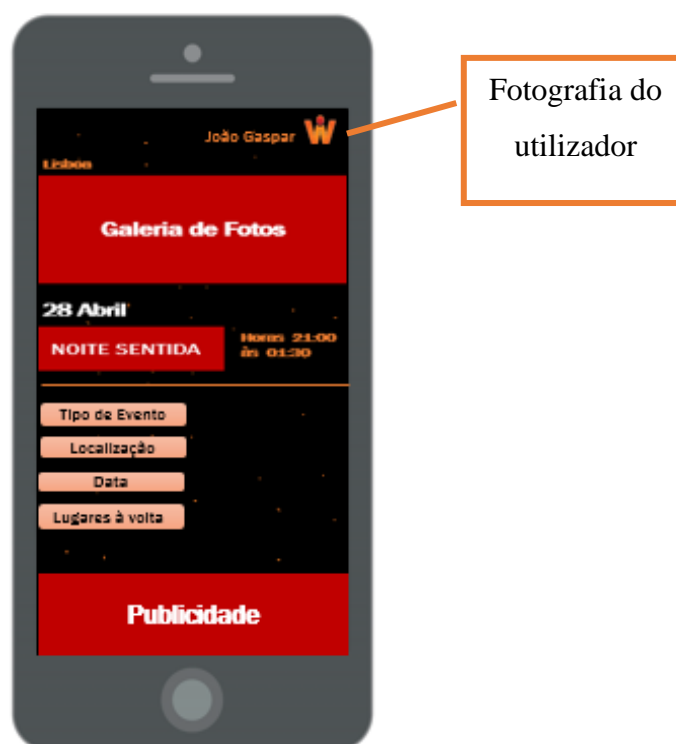 João Gaspar
Lisboa
Galeria de Fotos
28 Abril
NOITE SENTIDA
Horas 21:00
às 01:30
Tipo de Evento
Localização
Data
Lugares à volta
Publicidade
Fotografia do
utilizador